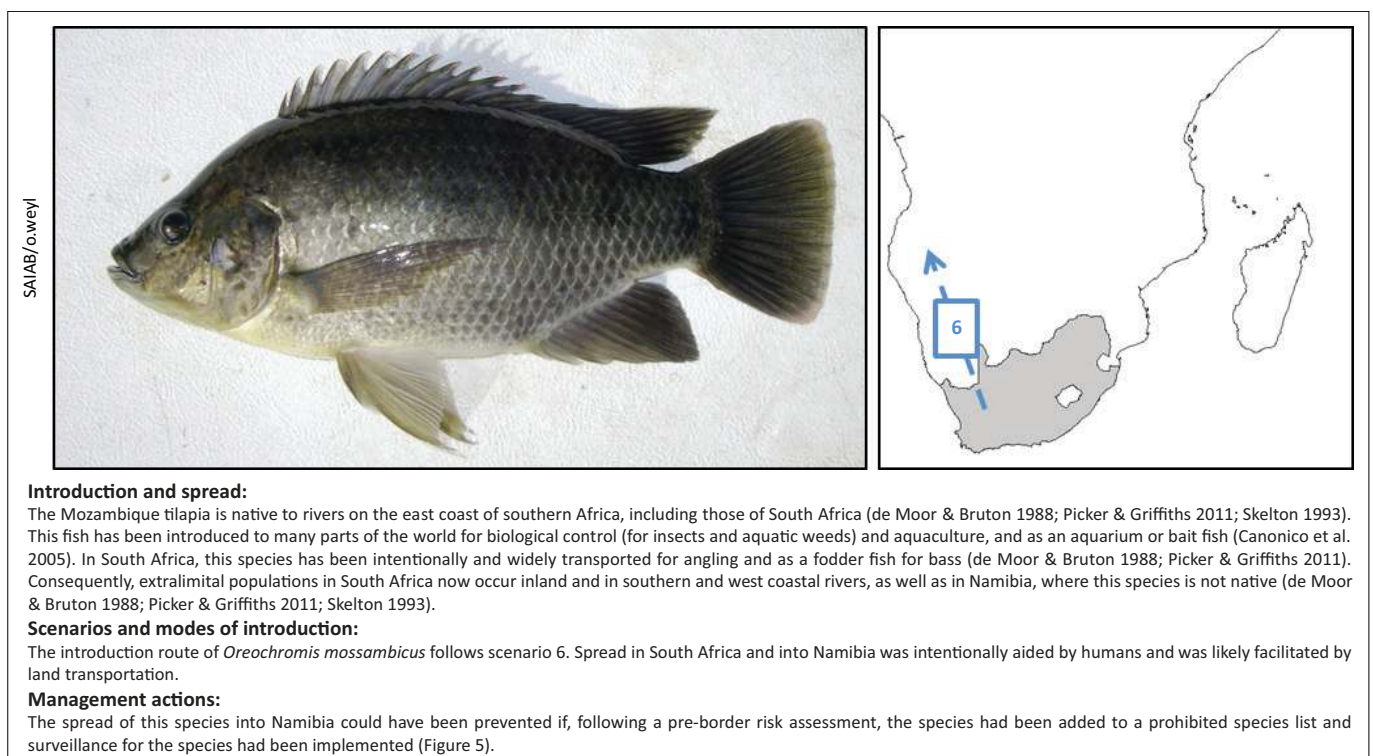 SAIAB/o.weyl
6
Introduction and spread:
The Mozambique tilapia is native to rivers on the east coast of southern Africa, including those of South Africa (de Moor & Bruton 1988; Picker & Griffiths 2011; Skelton 1993).
This fish has been introduced to many parts of the world for biological control (for insects and aquatic weeds) and aquaculture, and as an aquarium or bait fish (Canonico et al.
2005). In South Africa, this species has been intentionally and widely transported for angling and as a fodder fish for bass (de Moor & Bruton 1988; Picker & Griffiths 2011).
Consequently, extralimital populations in South Africa now occur inland and in southern and west coastal rivers, as well as in Namibia, where this species is not native (de Moor
& Bruton 1988; Picker & Griffiths 2011; Skelton 1993).
Scenarios and modes of introduction:
The introduction route of Oreochromis mossambicus follows scenario 6. Spread in South Africa and into Namibia was intentionally aided by humans and was likely facilitated by
land transportation.
Management actions:
The spread of this species into Namibia could have been prevented if, following a pre-border risk assessment, the species had been added to a prohibited species list and
surveillance for the species had been implemented (Figure 5).